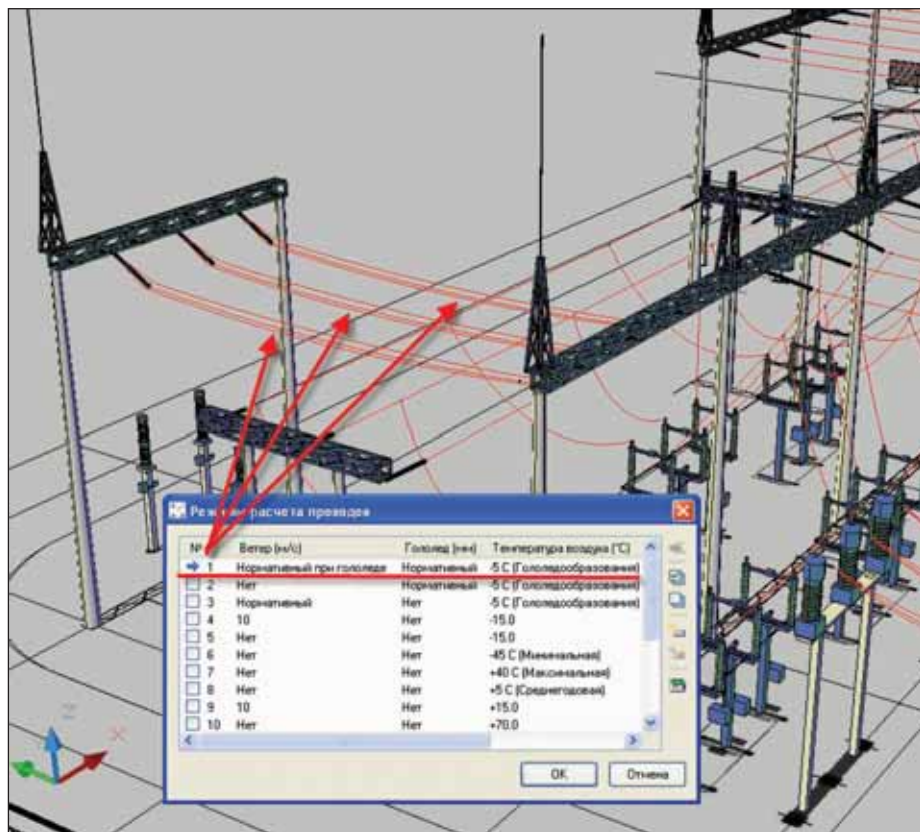 Режимы расчета проводов
№ Ветер (м/с) Гололед (мм) Температура воздуха (°C)
1 Нормативный при гололеде Нормативный -5 C (Гололедообразования)
2 Нет Нормативный -5 C (Гололедообразования)
3 Нормативный Нет -5 C (Гололедообразования)
4 10 Нет -15.0
5 Нет Нет -15.0
6 Нет Нет -45 C (Минимальная)
7 Нет Нет +40 C (Максимальная)
8 Нет Нет +5 C (Среднегодовая)
9 10 Нет +15.0
10 Нет Нет +70.0
OK Отмена
Z
X